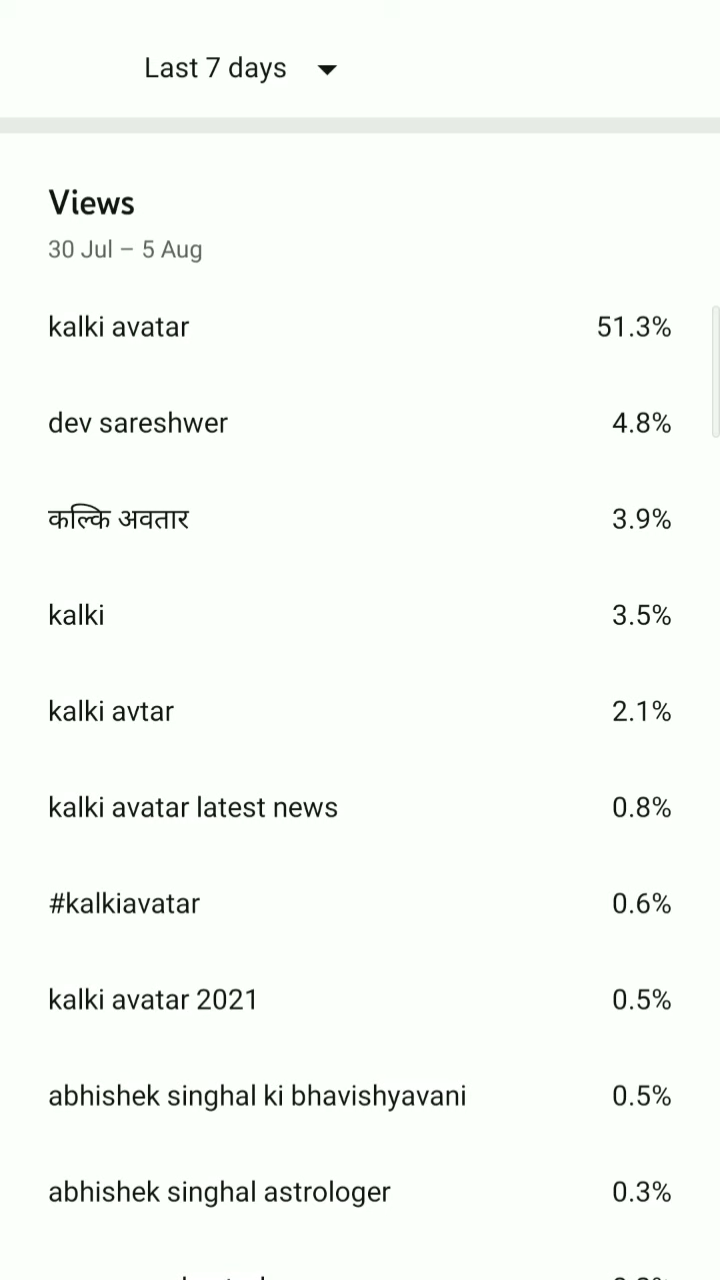 Last 7 days
Views
30 Jul – 5 Aug
kalki avatar 51.3%
dev sareshwer 4.8%
कल्कि अवतार 3.9%
kalki 3.5%
kalki avtar 2.1%
kalki avatar latest news 0.8%
#kalkiavatar 0.6%
kalki avatar 2021 0.5%
abhishek singhal ki bhavishyavani 0.5%
abhishek singhal astrologer 0.3%